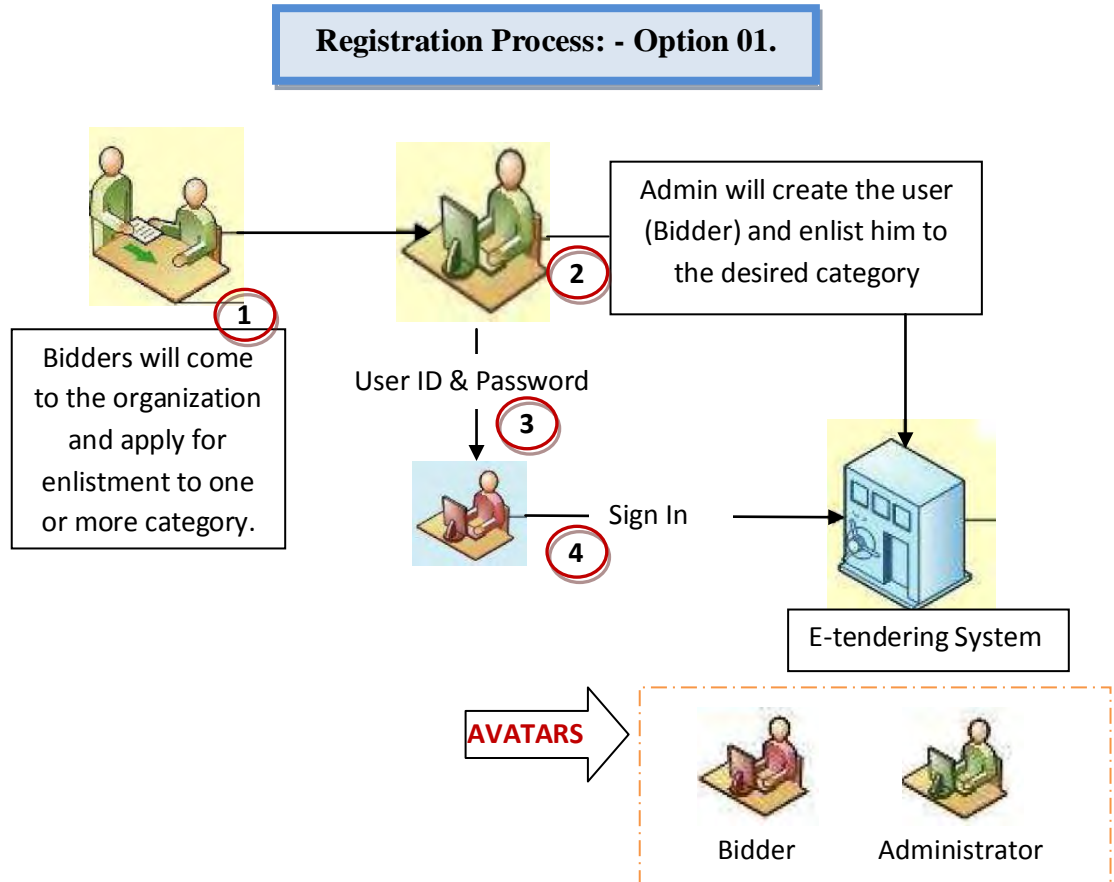 Registration Process: - Option 01.
1
Bidders will come
to the organization
and apply for
enlistment to one
or more category.
2
Admin will create the user
(Bidder) and enlist him to
the desired category
User ID & Password
3
4
Sign In
E-tendering System
AVATARS
Bidder
Administrator